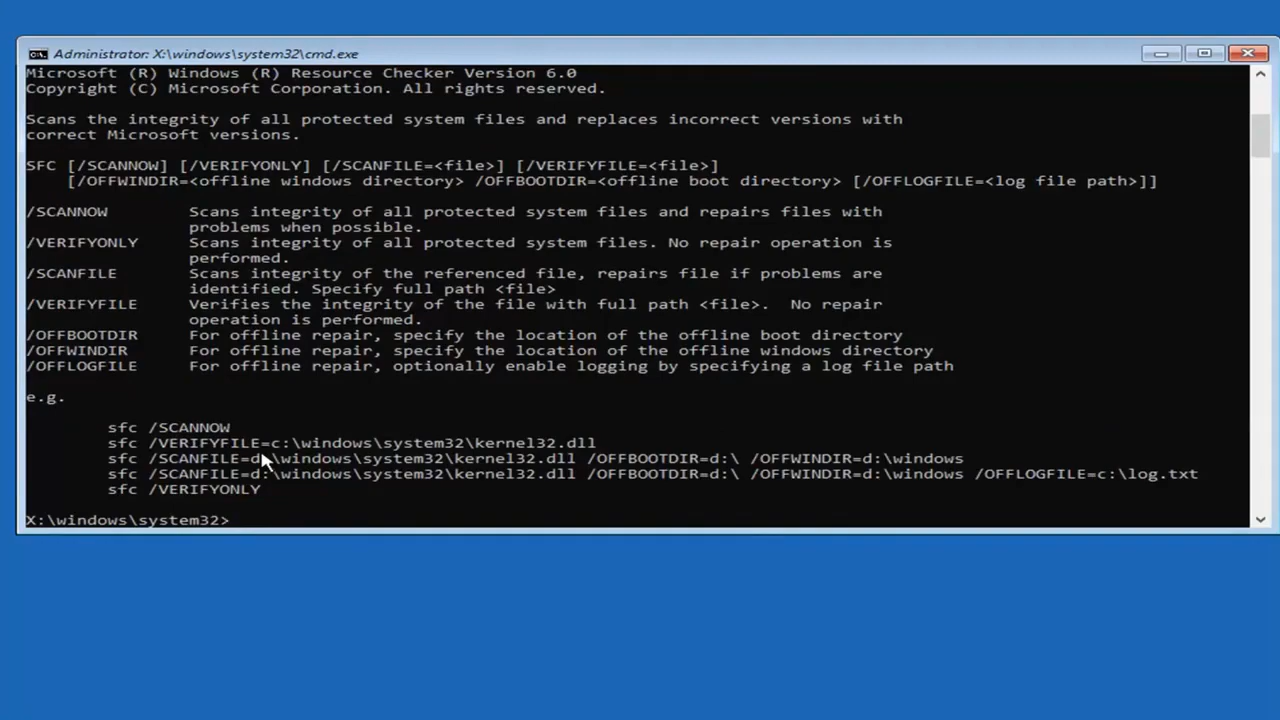 Administrator: X:\windows\system32\cmd.exe
Microsoft (R) Windows (R) Resource Checker Version 6.0
Copyright (C) Microsoft Corporation. All rights reserved.
Scans the integrity of all protected system files and replaces incorrect versions with
correct Microsoft versions.
SFC [/SCANNOW] [/VERIFYONLY] [/SCANFILE=<file>] [/VERIFYFILE=<file>]
[/OFFWINDIR=<offline windows directory> /OFFBOOTDIR=<offline boot directory> [/OFFLOGFILE=<log file path>]]
/SCANNOW Scans integrity of all protected system files and repairs files with
problems when possible.
/VERIFYONLY Scans integrity of all protected system files. No repair operation is
performed.
/SCANFILE Scans integrity of the referenced file, repairs file if problems are
identified. Specify full path <file>
/VERIFYFILE Verifies the integrity of the file with full path <file>. No repair
operation is performed.
/OFFBOOTDIR For offline repair, specify the location of the offline boot directory
/OFFWINDIR For offline repair, specify the location of the offline windows directory
/OFFLOGFILE For offline repair, optionally enable logging by specifying a log file path
e.g.
sfc /SCANNOW
sfc /VERIFYFILE=c:\windows\system32\kernel32.dll
sfc /SCANFILE=d:\windows\system32\kernel32.dll /OFFBOOTDIR=d:\ /OFFWINDIR=d:\windows
sfc /SCANFILE=d:\windows\system32\kernel32.dll /OFFBOOTDIR=d:\ /OFFWINDIR=d:\windows /OFFLOGFILE=c:\log.txt
sfc /VERIFYONLY
X:\windows\system32>